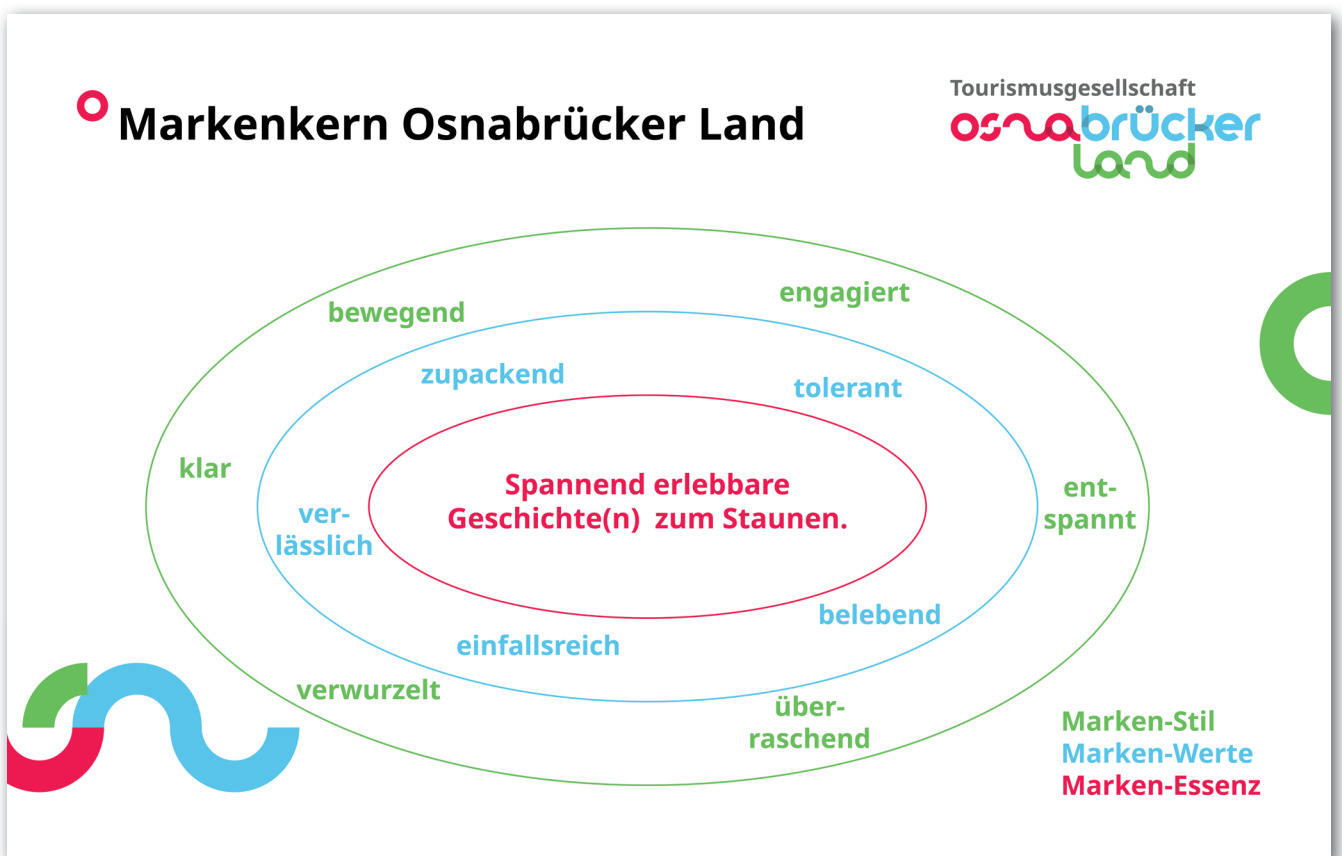 Markenkern Osnabrücker Land
Tourismusgesellschaft
osnabrücker
land
bewegend
engagiert
zupackend
tolerant
klar
Spannend erlebbare
Geschichte(n) zum Staunen.
ent-
spannt
ver-
lässlich
belebend
einfallsreich
verwurzelt
über-
raschend
Marken-Stil
Marken-Werte
Marken-Essenz